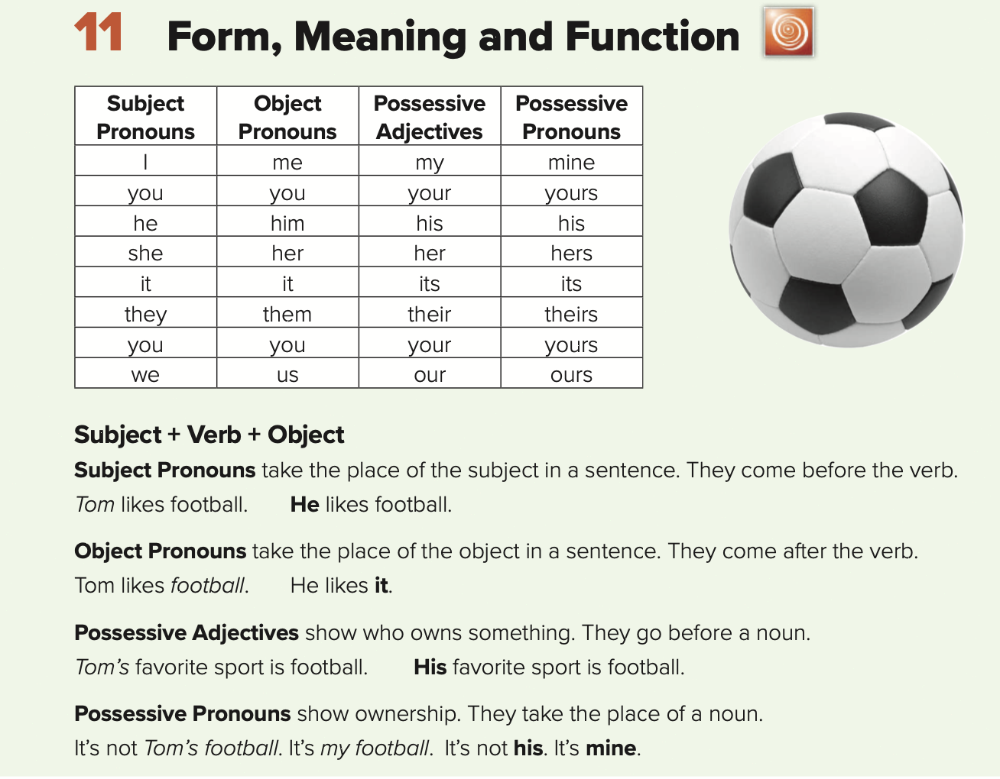 11 Form, Meaning and Function
Subject Pronouns Object Pronouns Possessive Adjectives Possessive Pronouns
I me my mine
you you your yours
he him his his
she her her hers
it it its its
they them their theirs
you you your yours
we us our ours
Subject + Verb + Object
Subject Pronouns take the place of the subject in a sentence. They come before the verb.
Tom likes football. He likes football.
Object Pronouns take the place of the object in a sentence. They come after the verb.
Tom likes football. He likes it.
Possessive Adjectives show who owns something. They go before a noun.
Tom’s favorite sport is football. His favorite sport is football.
Possessive Pronouns show ownership. They take the place of a noun.
It’s not Tom’s football. It’s my football. It’s not his. It’s mine.